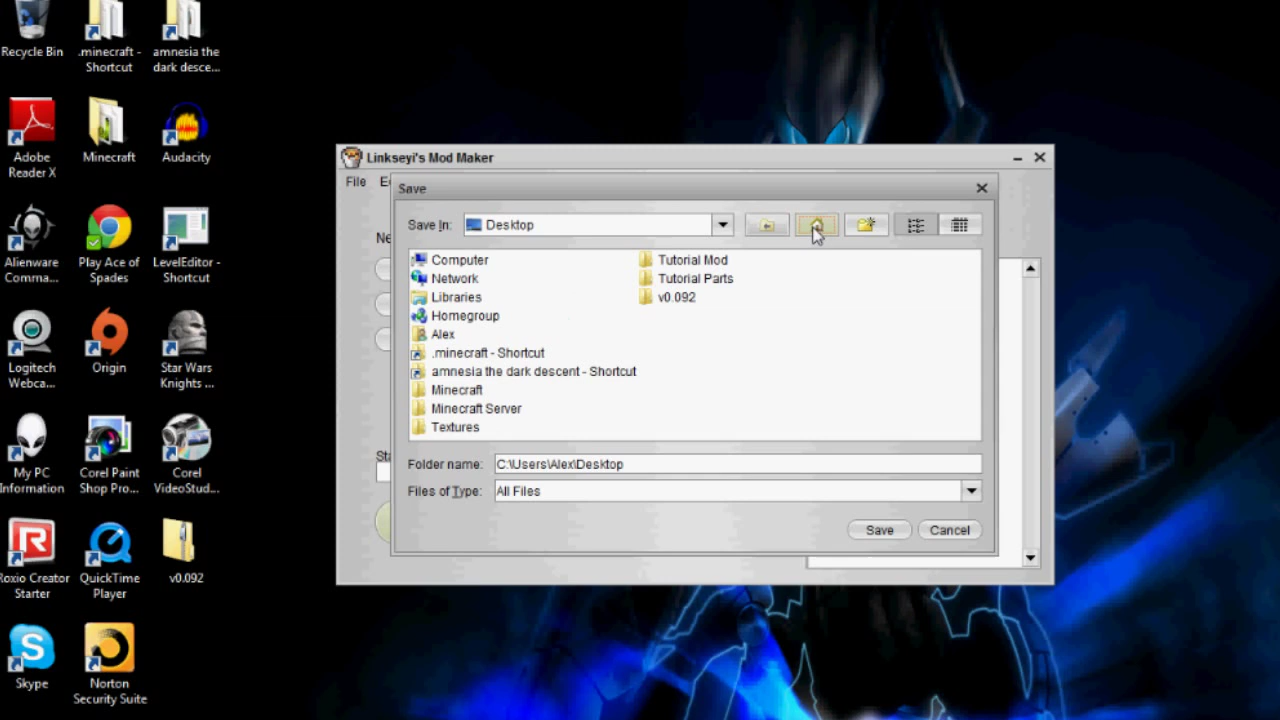 Recycle Bin
.minecraft -
Shortcut
amnesia the
dark desce...
Adobe
Reader X
Minecraft
Audacity
Alienware
Comma...
Play Ace of
Spades
LevelEditor -
Shortcut
Logitech
Webca...
Origin
Star Wars
Knights ...
My PC
Information
Corel Paint
Shop Pro...
Corel
VideoStud...
Roxio Creator
Starter
QuickTime
Player
v0.092
Skype
Norton
Security Suite
Linkseyi's Mod Maker
File
Save
Save In:
Desktop
Computer
Network
Libraries
Homegroup
Alex
.minecraft - Shortcut
amnesia the dark descent - Shortcut
Minecraft
Minecraft Server
Textures
Tutorial Mod
Tutorial Parts
v0.092
Folder name:
C:\Users\Alex\Desktop
Files of Type:
All Files
Save
Cancel